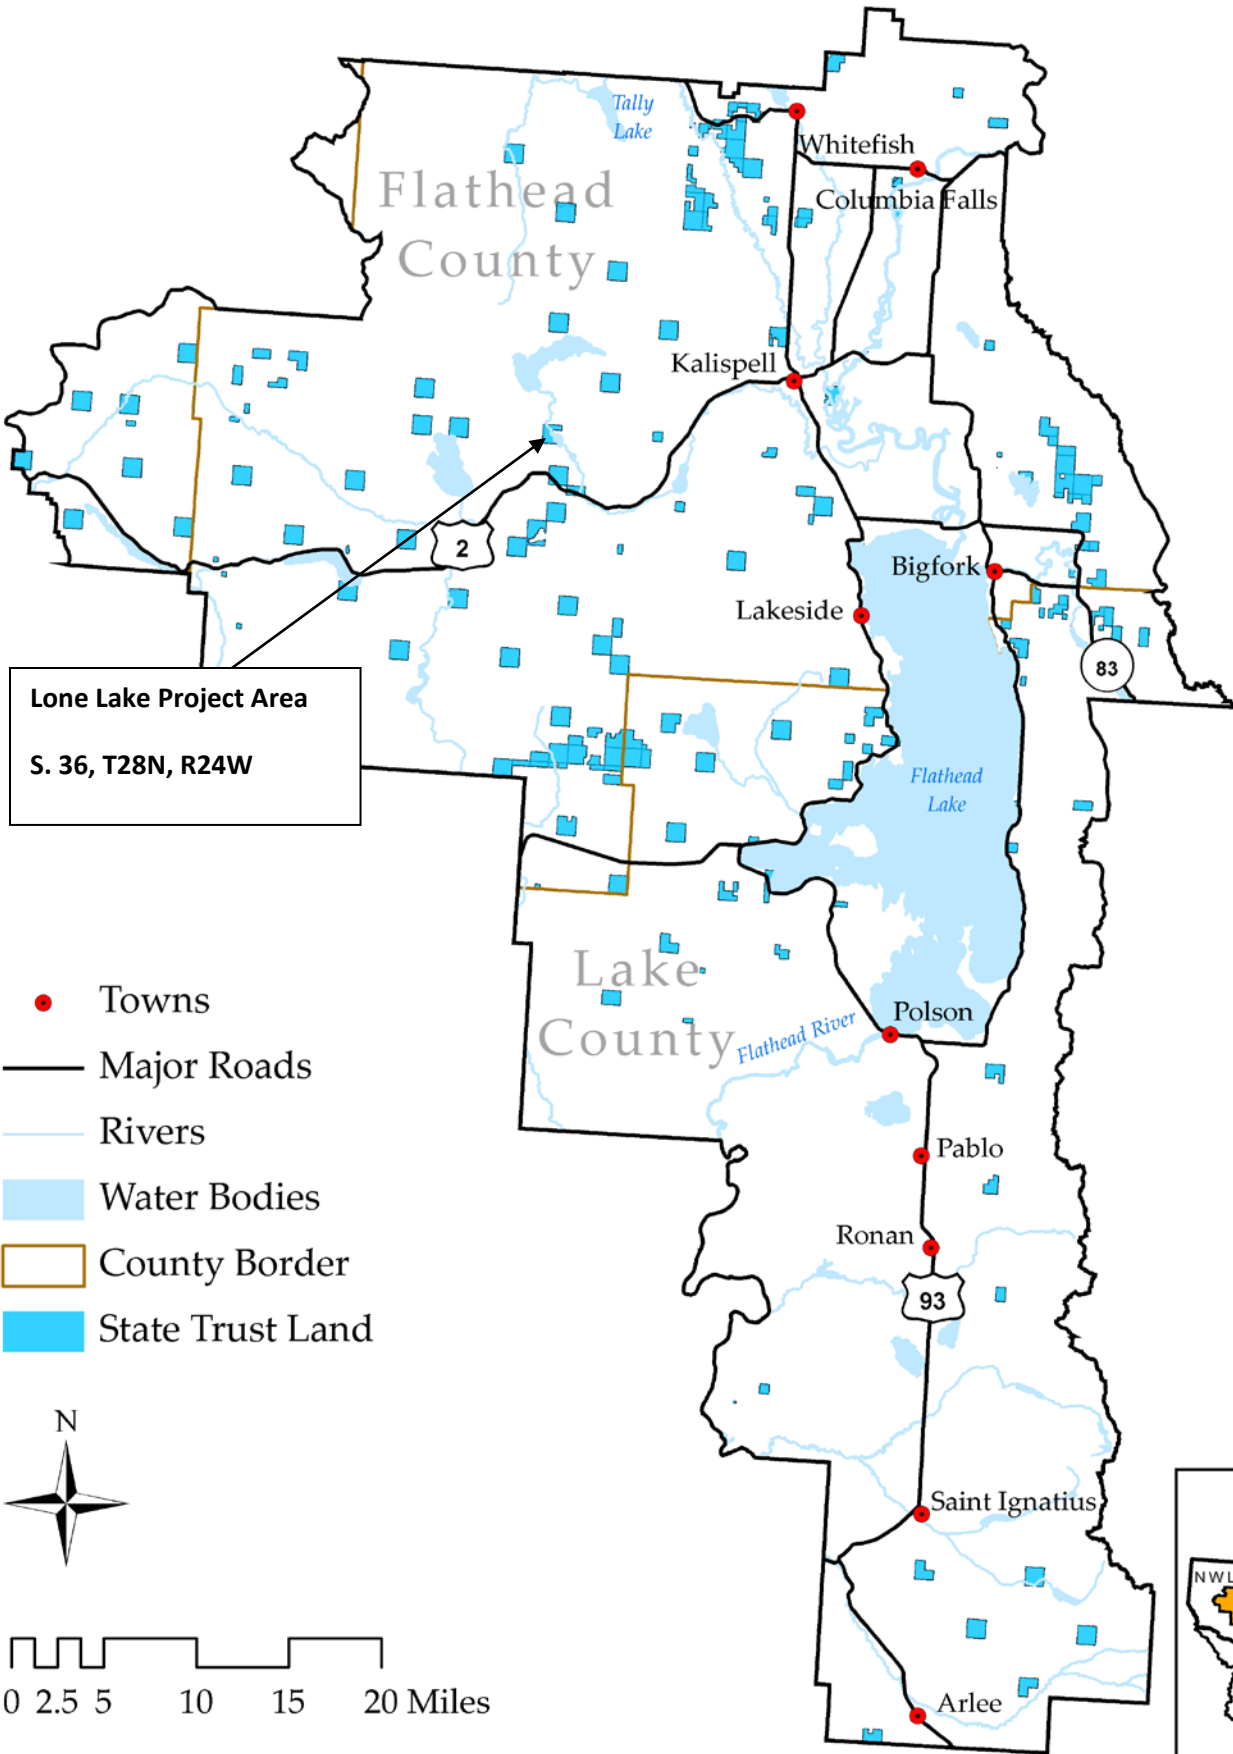 Tally
Lake
Whitefish
Flathead
County
Columbia Falls
Kalispell
2
Bigfork
Lakeside
83
Lone Lake Project Area
S. 36, T28N, R24W
Flathead
Lake
Lake
County
Polson
Flathead River
Towns
Major Roads
Rivers
Water Bodies
County Border
State Trust Land
Pablo
Ronan
93
N
Saint Ignatius
NWL
0 2.5 5 10 15 20 Miles
Arlee